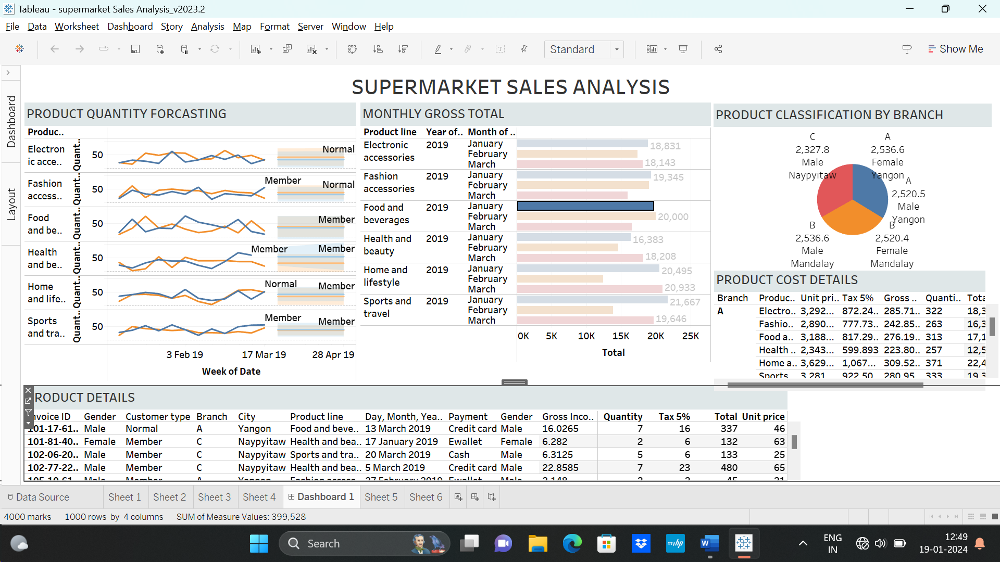 Tableau - supermarket Sales Analysis_v2023.2
File Data Worksheet Dashboard Story Analysis Map Format Server Window Help
Standard
Show Me
Dashboard
Layout
SUPERMARKET SALES ANALYSIS
PRODUCT QUANTITY FORCASTING
Produc..
Electron
ic acce..
Quant..
50
Normal
Fashion
access..
Quant..
50
Member
Normal
Food
and be..
Quant..
50
Member
Health
and be..
Quant..
50
Member
Member
Home
and life..
Quant..
50
Normal
Member
Sports
and tra..
Quant..
50
Member
Member
3 Feb 19 17 Mar 19 28 Apr 19
Week of Date
MONTHLY GROSS TOTAL
Product line Year of.. Month of ..
Electronic
accessories
2019
January 18,831
February
March 18,143
Fashion
accessories
2019
January 19,345
February
March
Food and
beverages
2019
January
February 20,000
March
Health and
beauty
2019
January 16,383
February
March 18,208
Home and
lifestyle
2019
January 20,495
February
March 20,933
Sports and
travel
2019
January 21,667
February
March 19,646
0K 5K 10K 15K 20K 25K
Total
PRODUCT CLASSIFICATION BY BRANCH
C
2,327.8
Male
Naypyitaw
A
2,536.6
Female
Yangon
A
2,520.5
Male
Yangon
B
2,536.6
Male
Mandalay
B
2,520.4
Female
Mandalay
PRODUCT COST DETAILS
Branch Produc.. Unit pri.. Tax 5% Gross .. Quanti.. Tota
A Electro.. 3,292... 872.24.. 285.71.. 322 18,3
Fashio.. 2,890... 777.73.. 242.85.. 263 16,3
Food a.. 3,188... 817.29.. 276.19.. 313 17,1
Health .. 2,343... 599.893 223.80.. 257 12,5
Home a.. 3,629... 1,067... 309.52.. 371 22,4
Sports 3,281 922.50 280.95 333 19,3
RODUCT DETAILS
nvoice ID Gender Customer type Branch City Product line Day, Month, Yea.. Payment Gender Gross Inco.. Quantity Tax 5% Total Unit price
101-17-61.. Male Normal A Yangon Food and beve.. 13 March 2019 Credit card Male 16.0265 7 16 337 46
101-81-40.. Female Member C Naypyitaw Health and bea.. 17 January 2019 Ewallet Female 6.282 2 6 132 63
102-06-20.. Male Member C Naypyitaw Sports and tra.. 20 March 2019 Cash Male 6.3125 5 6 133 25
102-77-22.. Male Member C Naypyitaw Health and bea.. 5 March 2019 Credit card Male 22.8585 7 23 480 65
105-10-61 Male Member A Yangon Fashion access 27 February 2019 Ewallet Male 2.148 2 2 45 21
Data Source Sheet 1 Sheet 2 Sheet 3 Sheet 4 Dashboard 1 Sheet 5 Sheet 6
4000 marks 1000 rows by 4 columns SUM of Measure Values: 399,528
Search
myhp
W
ENG
IN
12:49
19-01-2024